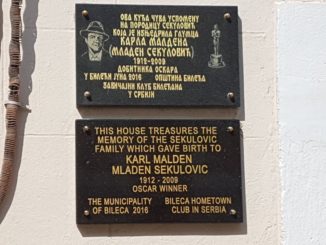 ОВА КУЋА ЧУВА УСПОМЕНУ
НА ПОРОДИЦУ СЕКУЛОВИЋ
КОЈА ЈЕ ИЗЊЕДРИЛА ГЛУМЦА
КАРЛА МАЛДЕНА
(МЛАДЕН СЕКУЛОВИЋ)
1912-2009
ДОБИТНИКА ОСКАРА
У БИЛЕЋИ ЈУНА 2016 ОПШТИНА БИЛЕЋА
ЗАВИЧАЈНИ КЛУБ БИЛЕЋАНА
У СРБИЈИ
THIS HOUSE TREASURES THE
MEMORY OF THE SEKULOVIC
FAMILY WHICH GAVE BIRTH TO
KARL MALDEN
MLADEN SEKULOVIC
1912 - 2009
OSCAR WINNER
THE MUNICIPALITY BILECA HOMETOWN
OF BILECA 2016 CLUB IN SERBIA